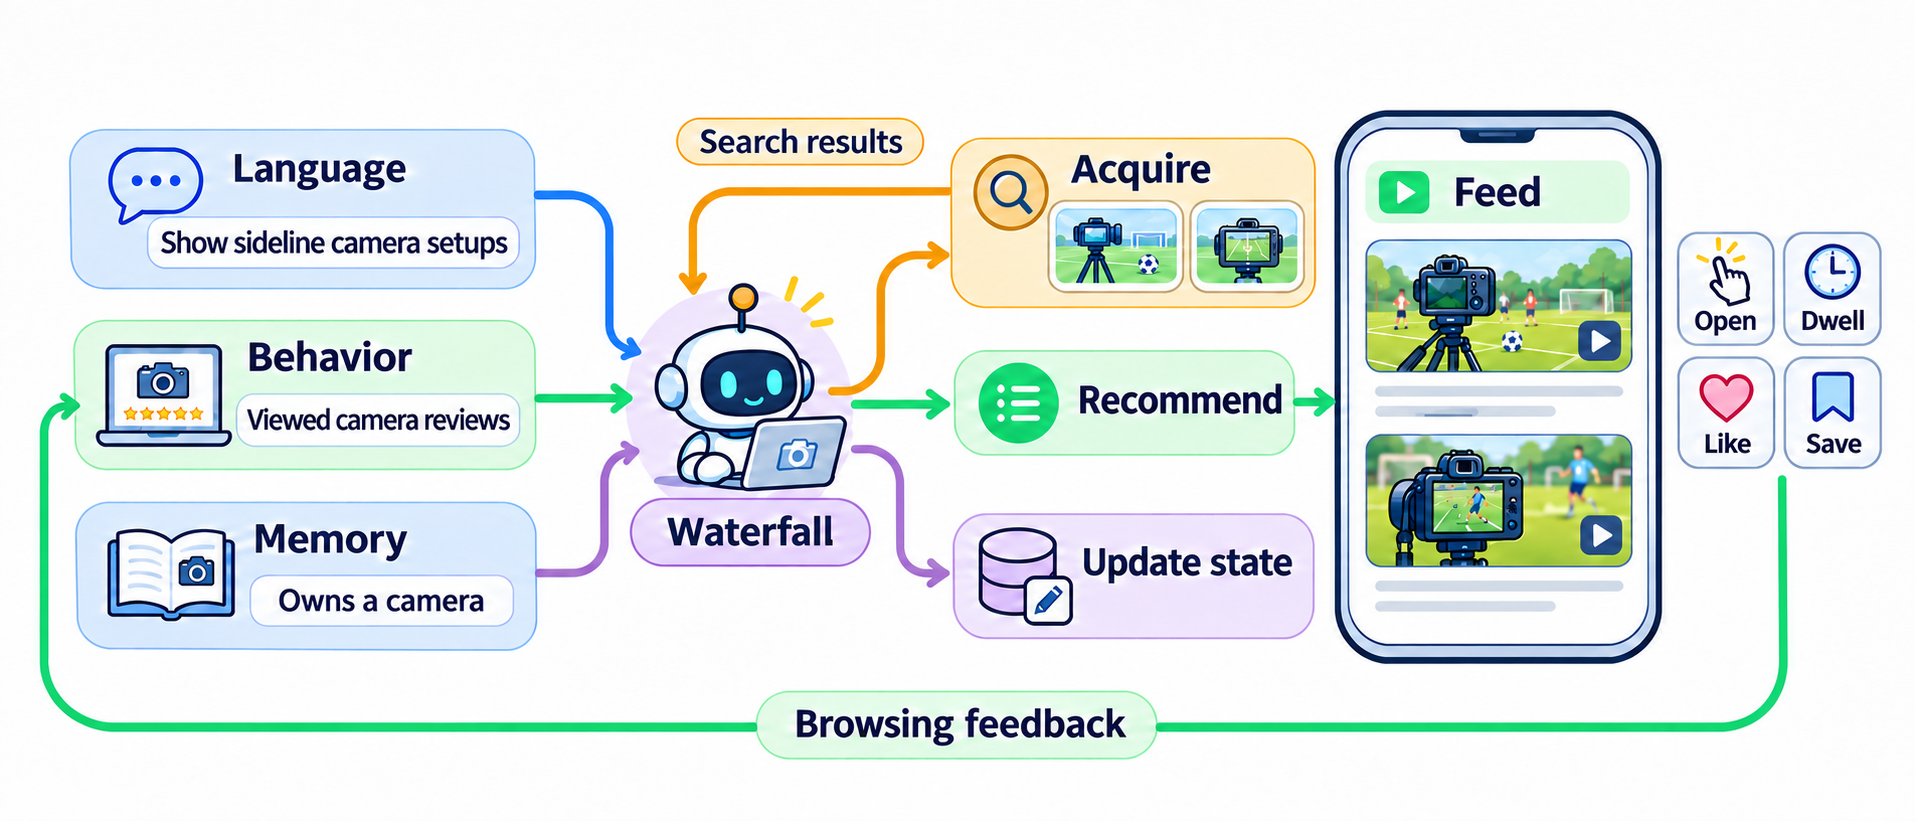 Language
Show sideline camera setups
Behavior
Viewed camera reviews
Memory
Owns a camera
Search results
Waterfall
Acquire
Recommend
Update state
Feed
Open
Dwell
Like
Save
Browsing feedback